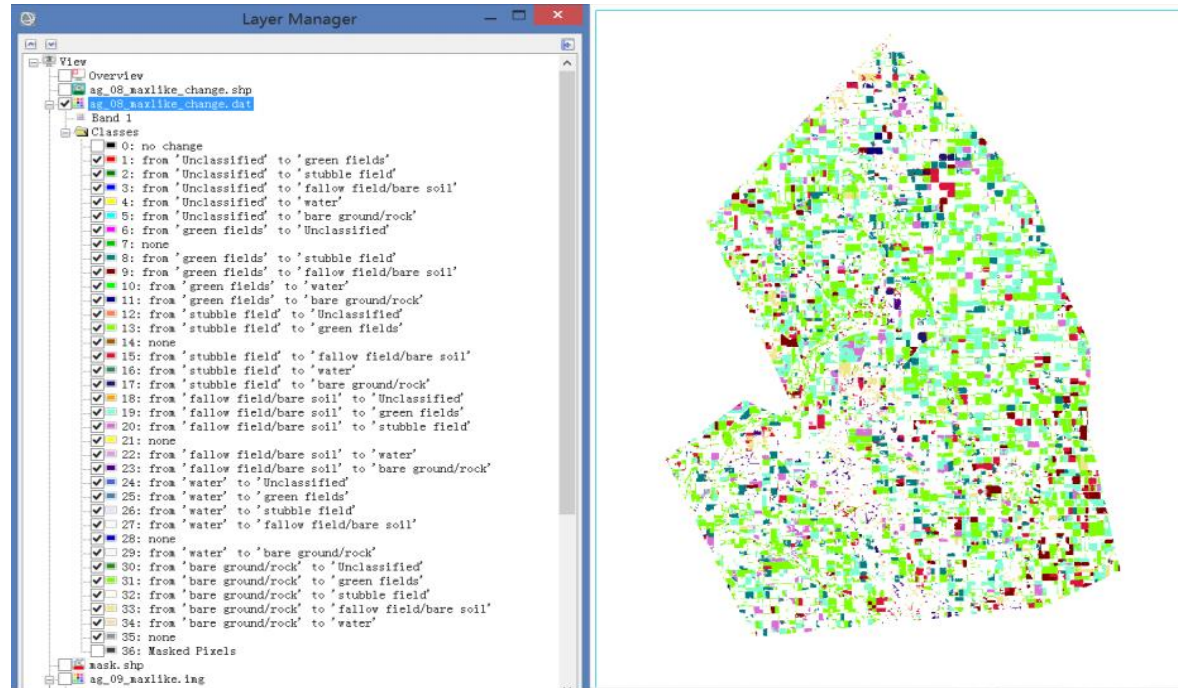 Layer Manager
View
Overview
ag_08_maxlike_change.shp
ag_08_maxlike_change.dat
Band 1
Classes
0: no change
1: from 'Unclassified' to 'green fields'
2: from 'Unclassified' to 'stubble field'
3: from 'Unclassified' to 'fallow field/bare soil'
4: from 'Unclassified' to 'water'
5: from 'Unclassified' to 'bare ground/rock'
6: from 'green fields' to 'Unclassified'
7: none
8: from 'green fields' to 'stubble field'
9: from 'green fields' to 'fallow field/bare soil'
10: from 'green fields' to 'water'
11: from 'green fields' to 'bare ground/rock'
12: from 'stubble field' to 'Unclassified'
13: from 'stubble field' to 'green fields'
14: none
15: from 'stubble field' to 'fallow field/bare soil'
16: from 'stubble field' to 'water'
17: from 'stubble field' to 'bare ground/rock'
18: from 'fallow field/bare soil' to 'Unclassified'
19: from 'fallow field/bare soil' to 'green fields'
20: from 'fallow field/bare soil' to 'stubble field'
21: none
22: from 'fallow field/bare soil' to 'water'
23: from 'fallow field/bare soil' to 'bare ground/rock'
24: from 'water' to 'Unclassified'
25: from 'water' to 'green fields'
26: from 'water' to 'stubble field'
27: from 'water' to 'fallow field/bare soil'
28: none
29: from 'water' to 'bare ground/rock'
30: from 'bare ground/rock' to 'Unclassified'
31: from 'bare ground/rock' to 'green fields'
32: from 'bare ground/rock' to 'stubble field'
33: from 'bare ground/rock' to 'fallow field/bare soil'
34: from 'bare ground/rock' to 'water'
35: none
36: Masked Pixels
mask.shp
ag_09_maxlike.img